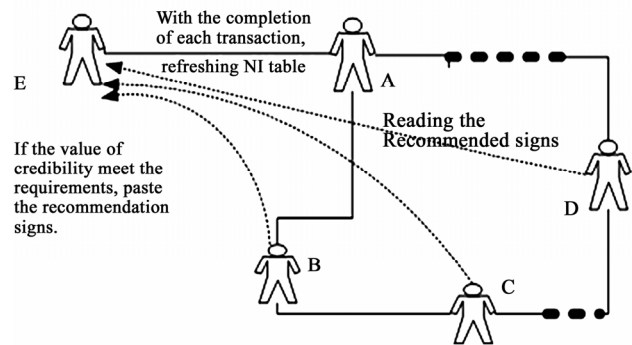 With the completion
of each transaction,
refreshing NI table
E
A
Reading the
Recommended signs
If the value of
credibility meet the
requirements, paste
the recommendation
signs.
D
B
C